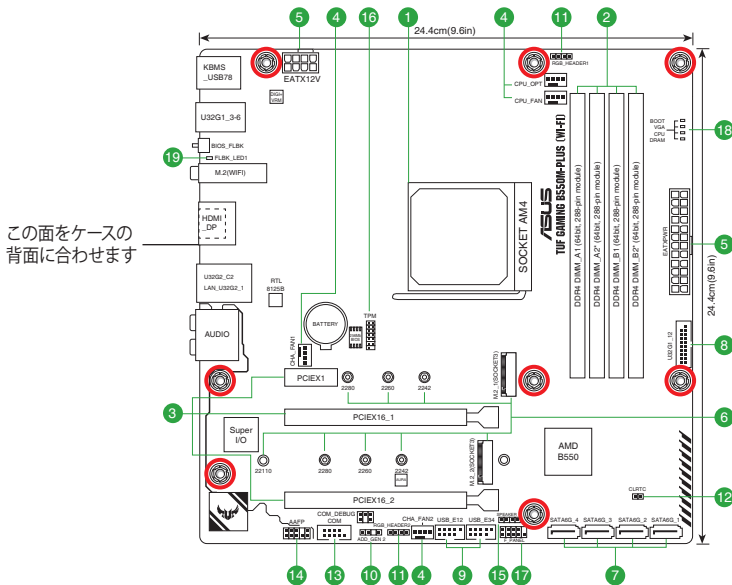 24.4cm(9.6in)
5
4
16
1
4
11
2
KBMS
_USB78
EATX12V
RGB_HEADER1
CPU_OPT
CPU_FAN
DIGI+
VRM
U32G1_3-6
BIOS_FLBK
19
FLBK_LED1
M.2(WIFI)
BOOT
VGA
CPU
DRAM
18
この面をケースの
背面に合わせます
HDMI
_DP
SOCKET AM4
ASUS
TUF GAMING B550M-PLUS (WI-FI)
DDR4 DIMM_A1 (64bit, 288-pin module)
DDR4 DIMM_A2* (64bit, 288-pin module)
DDR4 DIMM_B1 (64bit, 288-pin module)
DDR4 DIMM_B2* (64bit, 288-pin module)
EATXPWR
5
24.4cm(9.6in)
U32G2_C2
LAN_U32G2_1
RTL
8125B
AUDIO
BATTERY
TPM
CHA_FAN1
U32G1_12
8
PCIEX1
2280
2260
2242
M.2_1(SOCKET3)
3
PCIEX16_1
6
Super
I/O
AMD
B550
22110
2280
2260
2242
AURA
M.2_2(SOCKET3)
CLRTC
12
PCIEX16_2
AAFP
COM_DEBUG
COM
RGB_HEADER2
ADD_GEN 2
CHA_FAN2
USB_E12
USB_E34
SPEAKER
F_PANEL
SATA6G_4
SATA6G_3
SATA6G_2
SATA6G_1
14
13
10
11
4
9
15
17
7